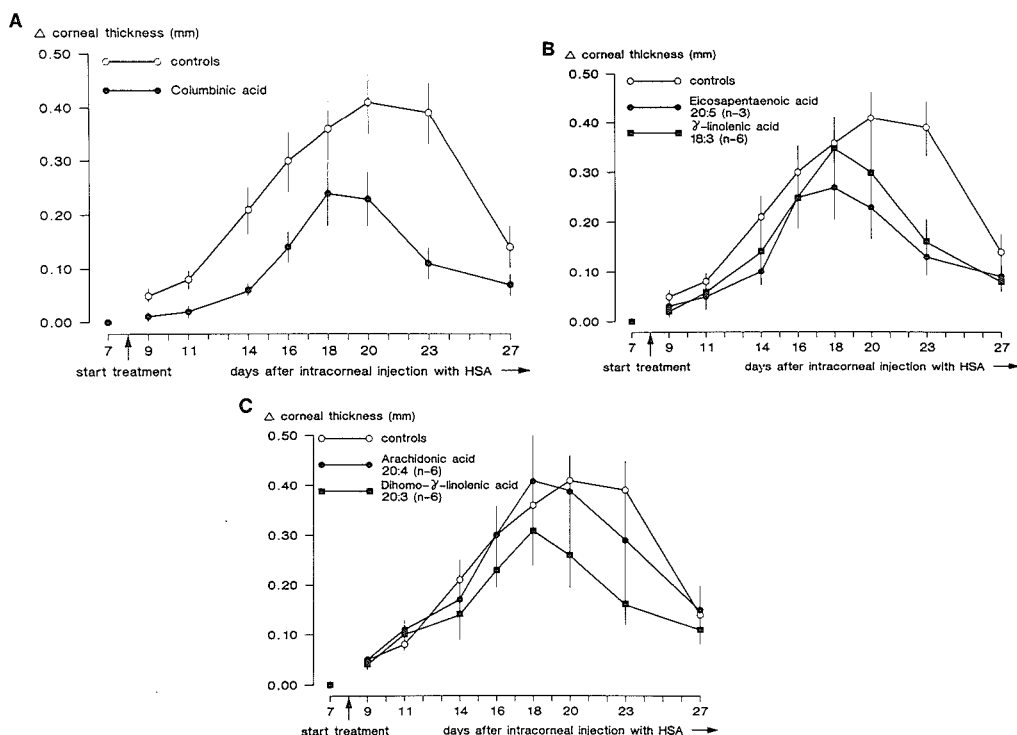 A
△ corneal thickness (mm)
0.50
0.40
0.30
0.20
0.10
0.00
controls
Columbinic acid
7 9 11 14 16 18 20 23 27
start treatment
days after intracorneal injection with HSA
B
△ corneal thickness (mm)
0.50
0.40
0.30
0.20
0.10
0.00
controls
Eicosapentaenoic acid
20:5 (n-3)
γ-linolenic acid
18:3 (n-6)
7 9 11 14 16 18 20 23 27
start treatment
days after intracorneal injection with HSA
C
△ corneal thickness (mm)
0.50
0.40
0.30
0.20
0.10
0.00
controls
Arachidonic acid
20:4 (n-6)
Dihomo-γ-linolenic acid
20:3 (n-6)
7 9 11 14 16 18 20 23 27
start treatment
days after intracorneal injection with HSA